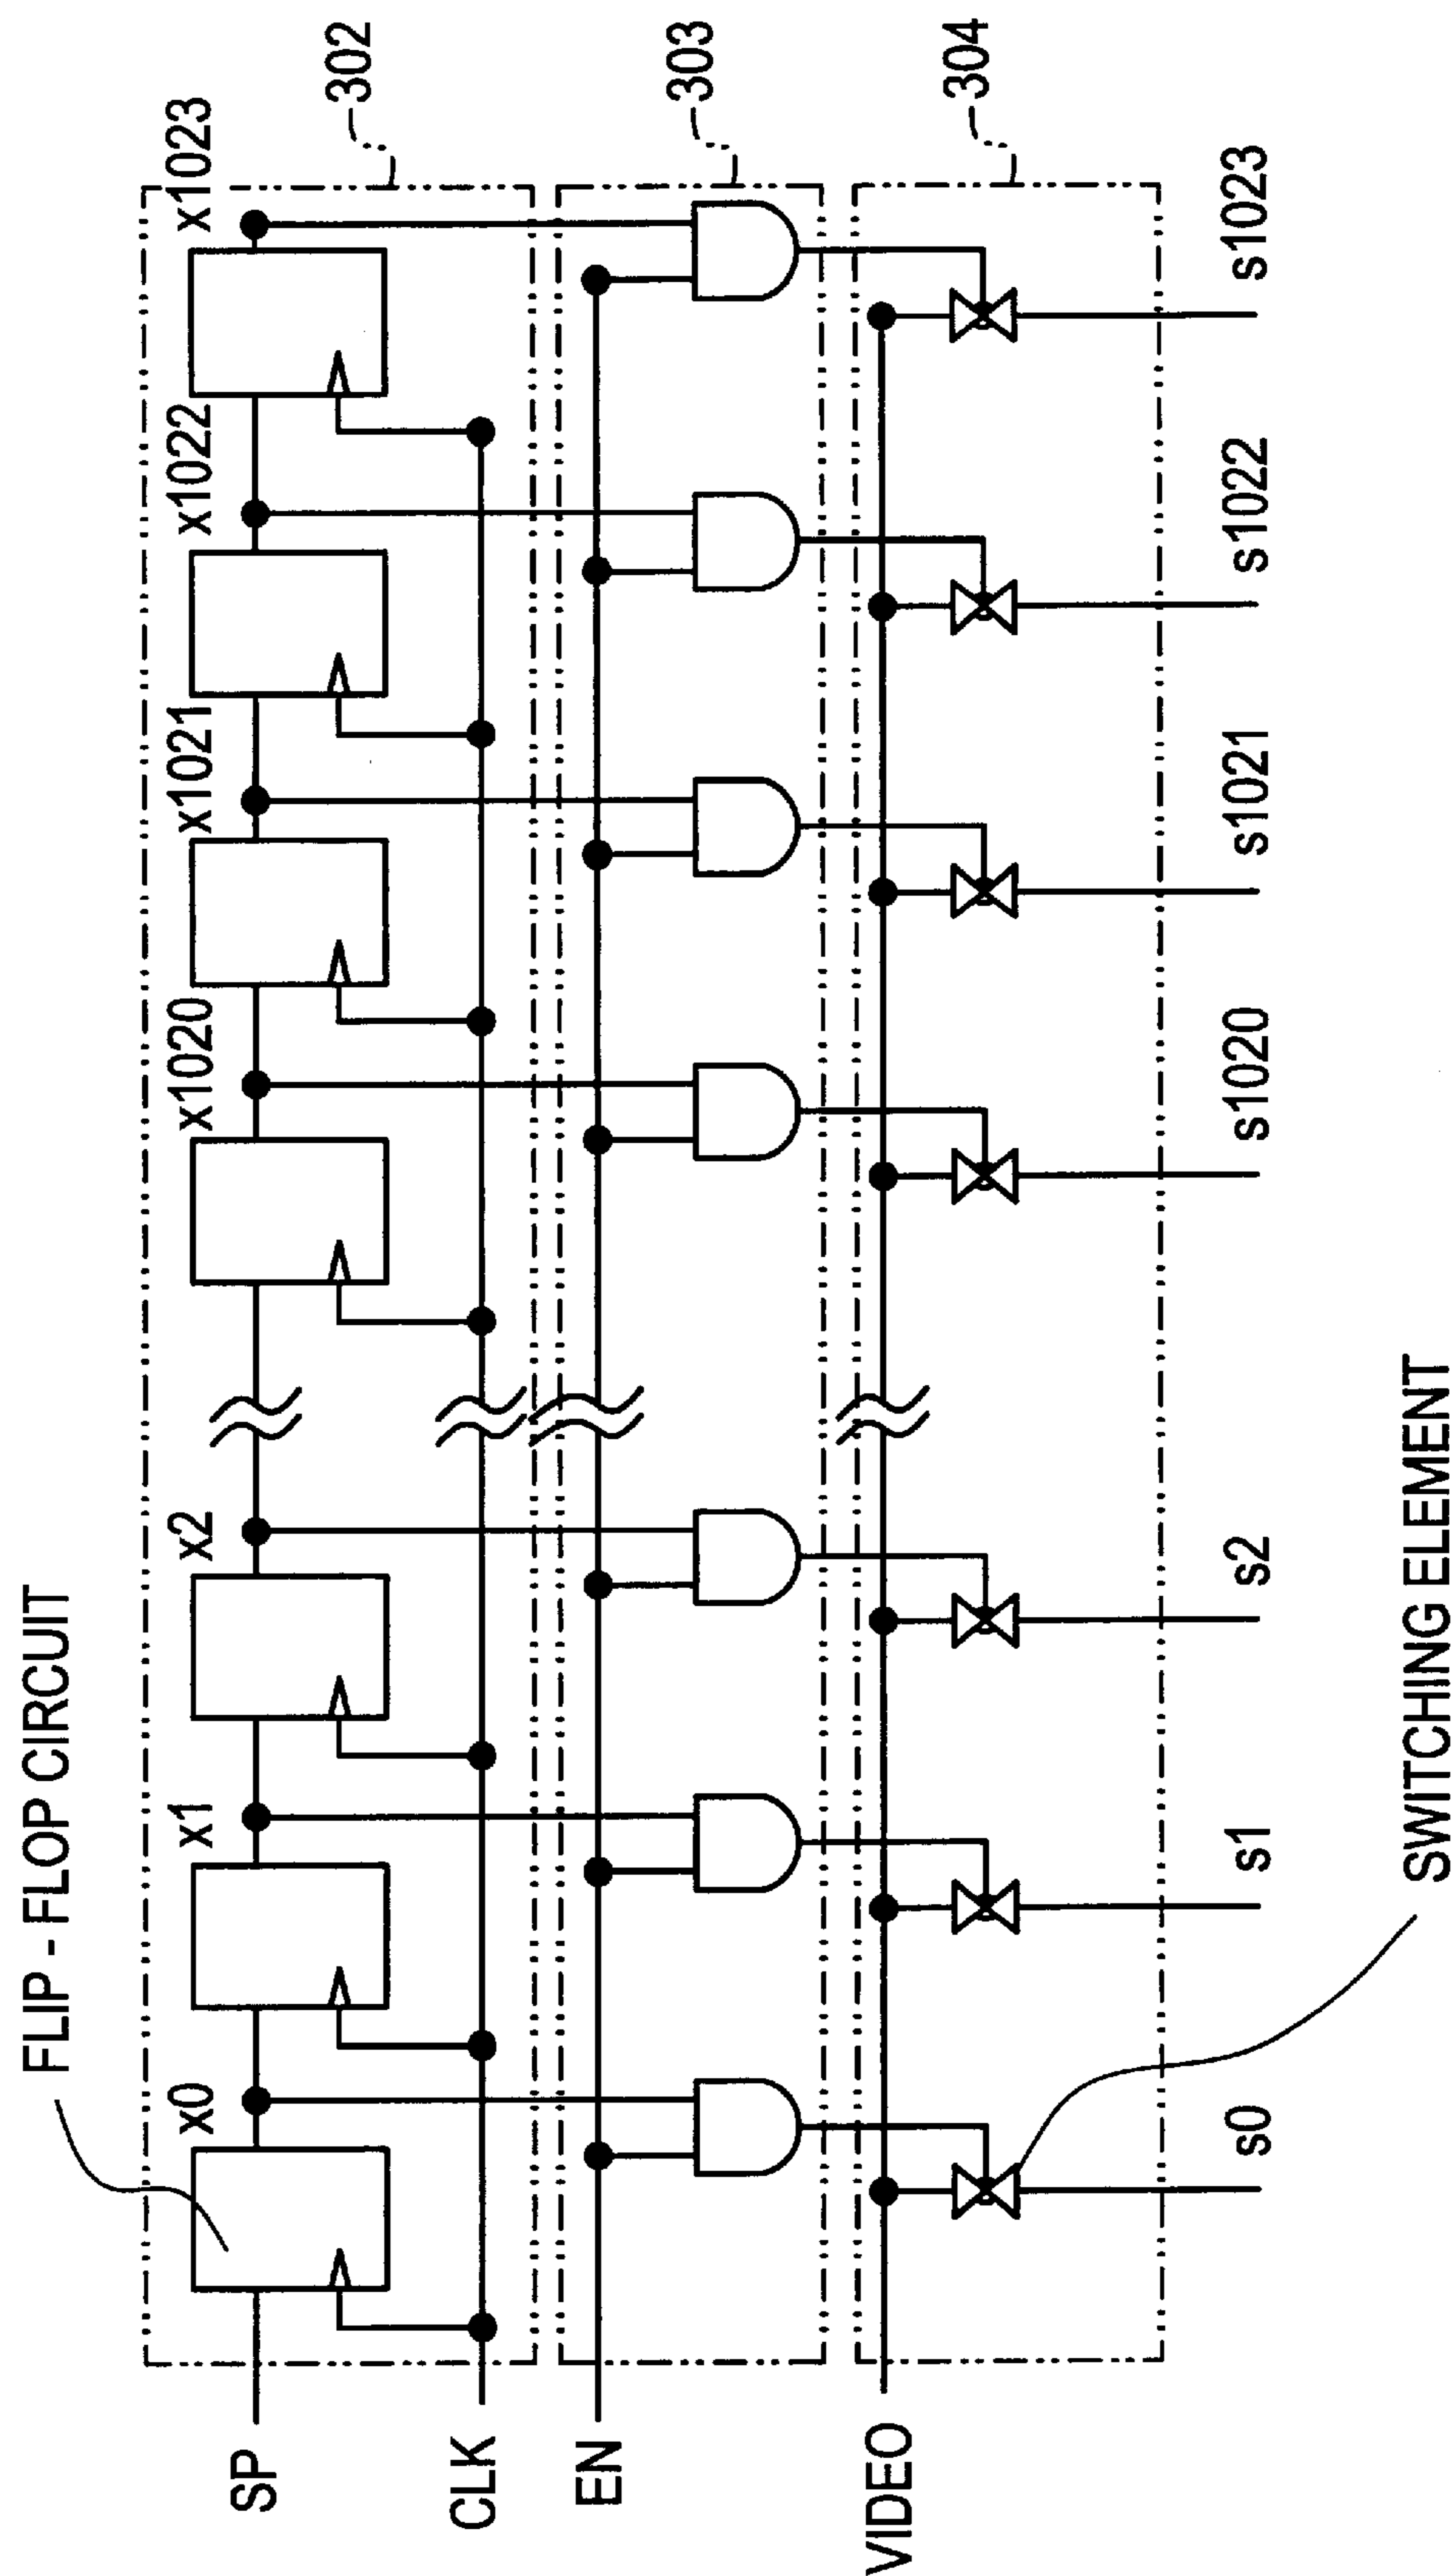 FLIP - FLOP CIRCUIT
x0
x1
x2
x1020
x1021
x1022
x1023
302
303
304
SP
CLK
EN
VIDEO
s0
s1
s2
s1020
s1021
s1022
s1023
SWITCHING ELEMENT